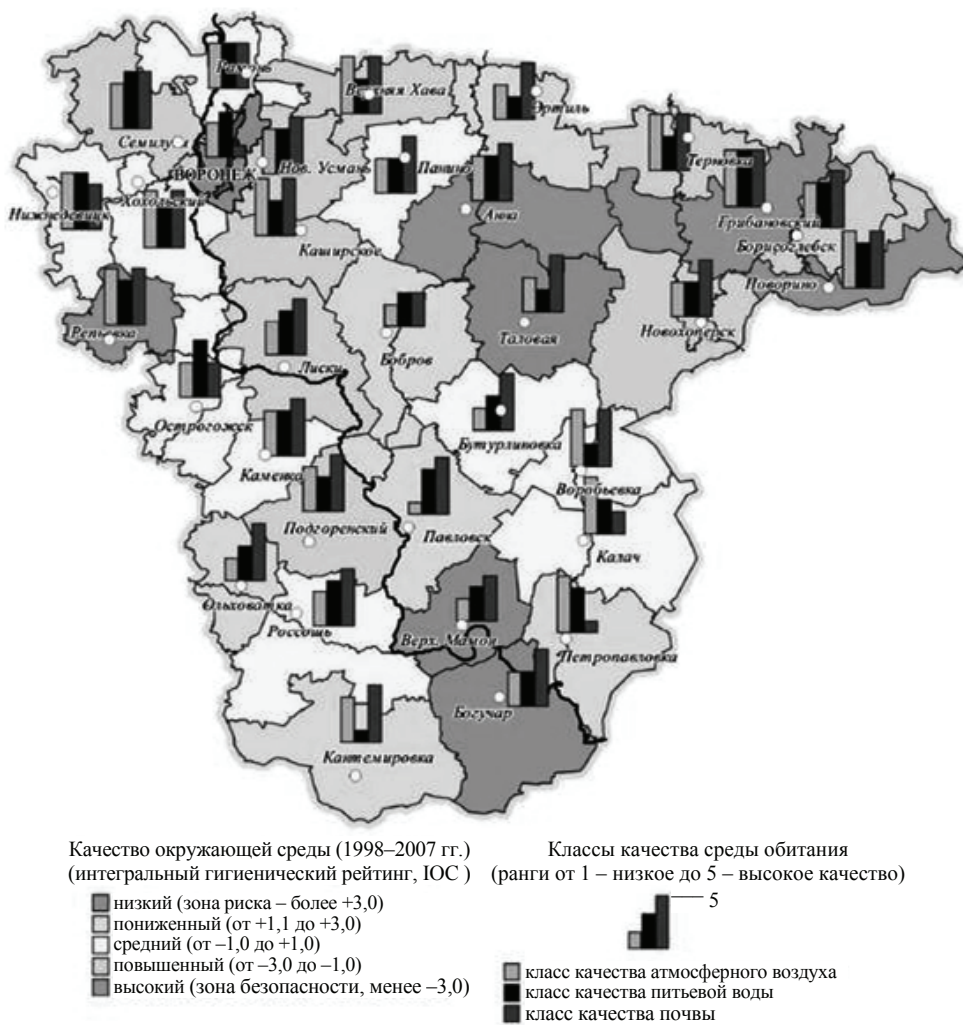 Рамонь
Верхняя Хава
Эртиль
Семилуки
ВОРОНЕЖ
Нов. Усмань
Панино
Терновка
Нижнедевицк
Хохольский
Анна
Грибановский
Борисоглебск
Каширское
Новорино
Репьевка
Таловая
Новохоперск
Лиски
Бобров
Острогожск
Бутурлиновка
Каменка
Воробьевка
Подгоренский
Павловск
Калач
Ольховатка
Россошь
Верх. Мамон
Петропавловка
Богучар
Кантемировка
Качество окружающей среды (1998–2007 гг.)
(интегральный гигиенический рейтинг, IOC )
низкий (зона риска – более +3,0)
пониженный (от +1,1 до +3,0)
средний (от –1,0 до +1,0)
повышенный (от –3,0 до –1,0)
высокий (зона безопасности, менее –3,0)
Классы качества среды обитания
(ранги от 1 – низкое до 5 – высокое качество)
5
класс качества атмосферного воздуха
класс качества питьевой воды
класс качества почвы